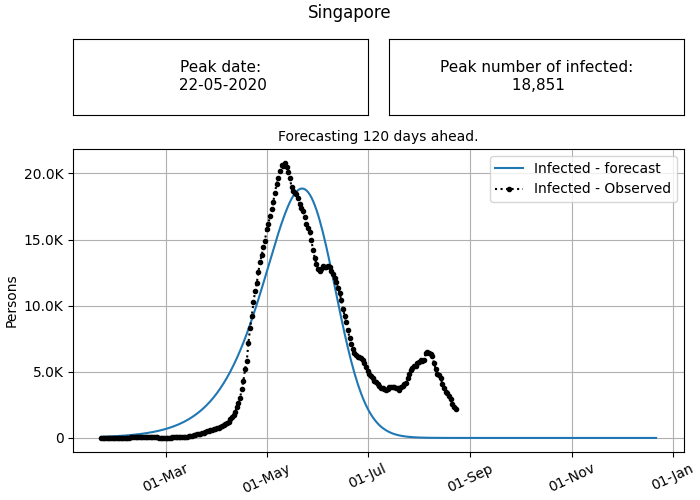 Singapore
Peak date:
22-05-2020
Peak number of infected:
18,851
Forecasting 120 days ahead.
Infected - forecast
Infected - Observed
Persons
20.0K
15.0K
10.0K
5.0K
0
01-Mar
01-May
01-Jul
01-Sep
01-Nov
01-Jan